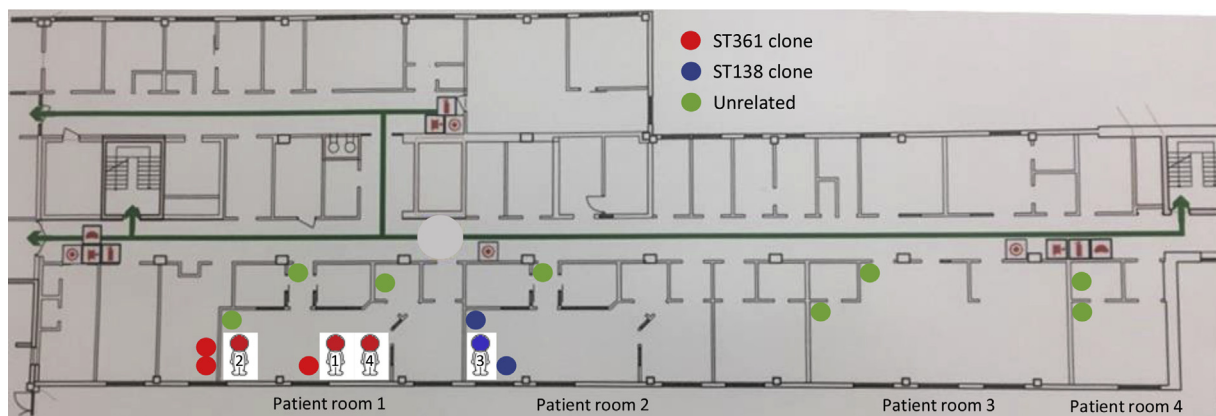 ST361 clone
ST138 clone
Unrelated
2
1
4
3
Patient room 1
Patient room 2
Patient room 3
Patient room 4